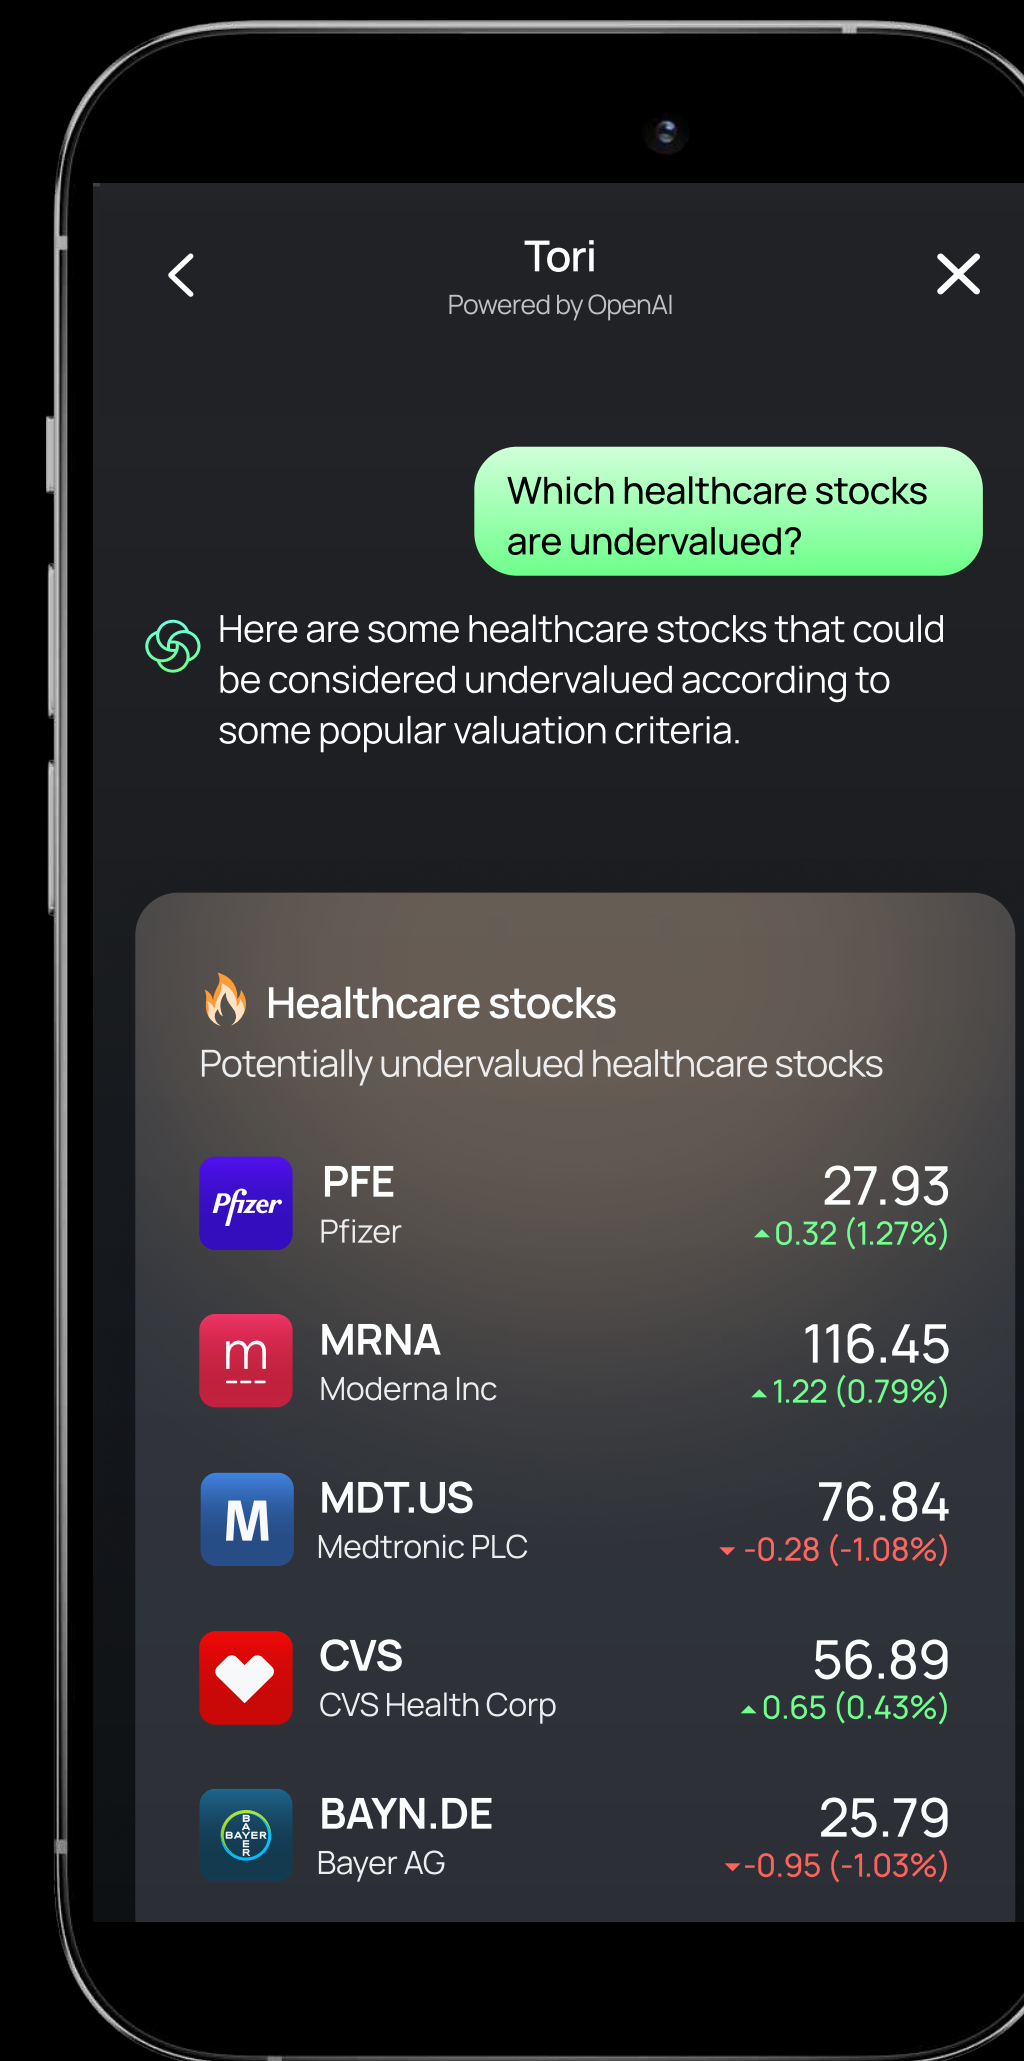 Tori
Powered by OpenAI
Which healthcare stocks
are undervalued?
Here are some healthcare stocks that could
be considered undervalued according to
some popular valuation criteria.
Healthcare stocks
Potentially undervalued healthcare stocks
Pfizer
PFE
27.93
Pfizer
0.32 (1.27%)
m
MRNA
116.45
Moderna Inc
1.22 (0.79%)
M
MDT.US
76.84
Medtronic PLC
-0.28 (-1.08%)
CVS
56.89
CVS Health Corp
0.65 (0.43%)
BAYER
BAYER
BAYN.DE
25.79
Bayer AG
-0.95 (-1.03%)